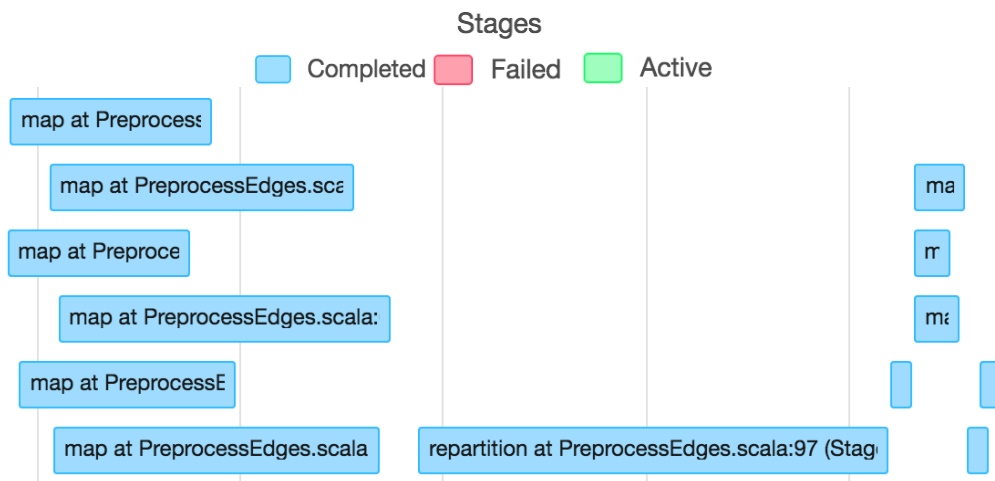 Stages
Completed Failed Active
map at Preprocess
map at PreprocessEdges.sca ma
map at Preproce m
map at PreprocessEdges.scala: ma
map at PreprocessE
map at PreprocessEdges.scala repartition at PreprocessEdges.scala:97 (Stag